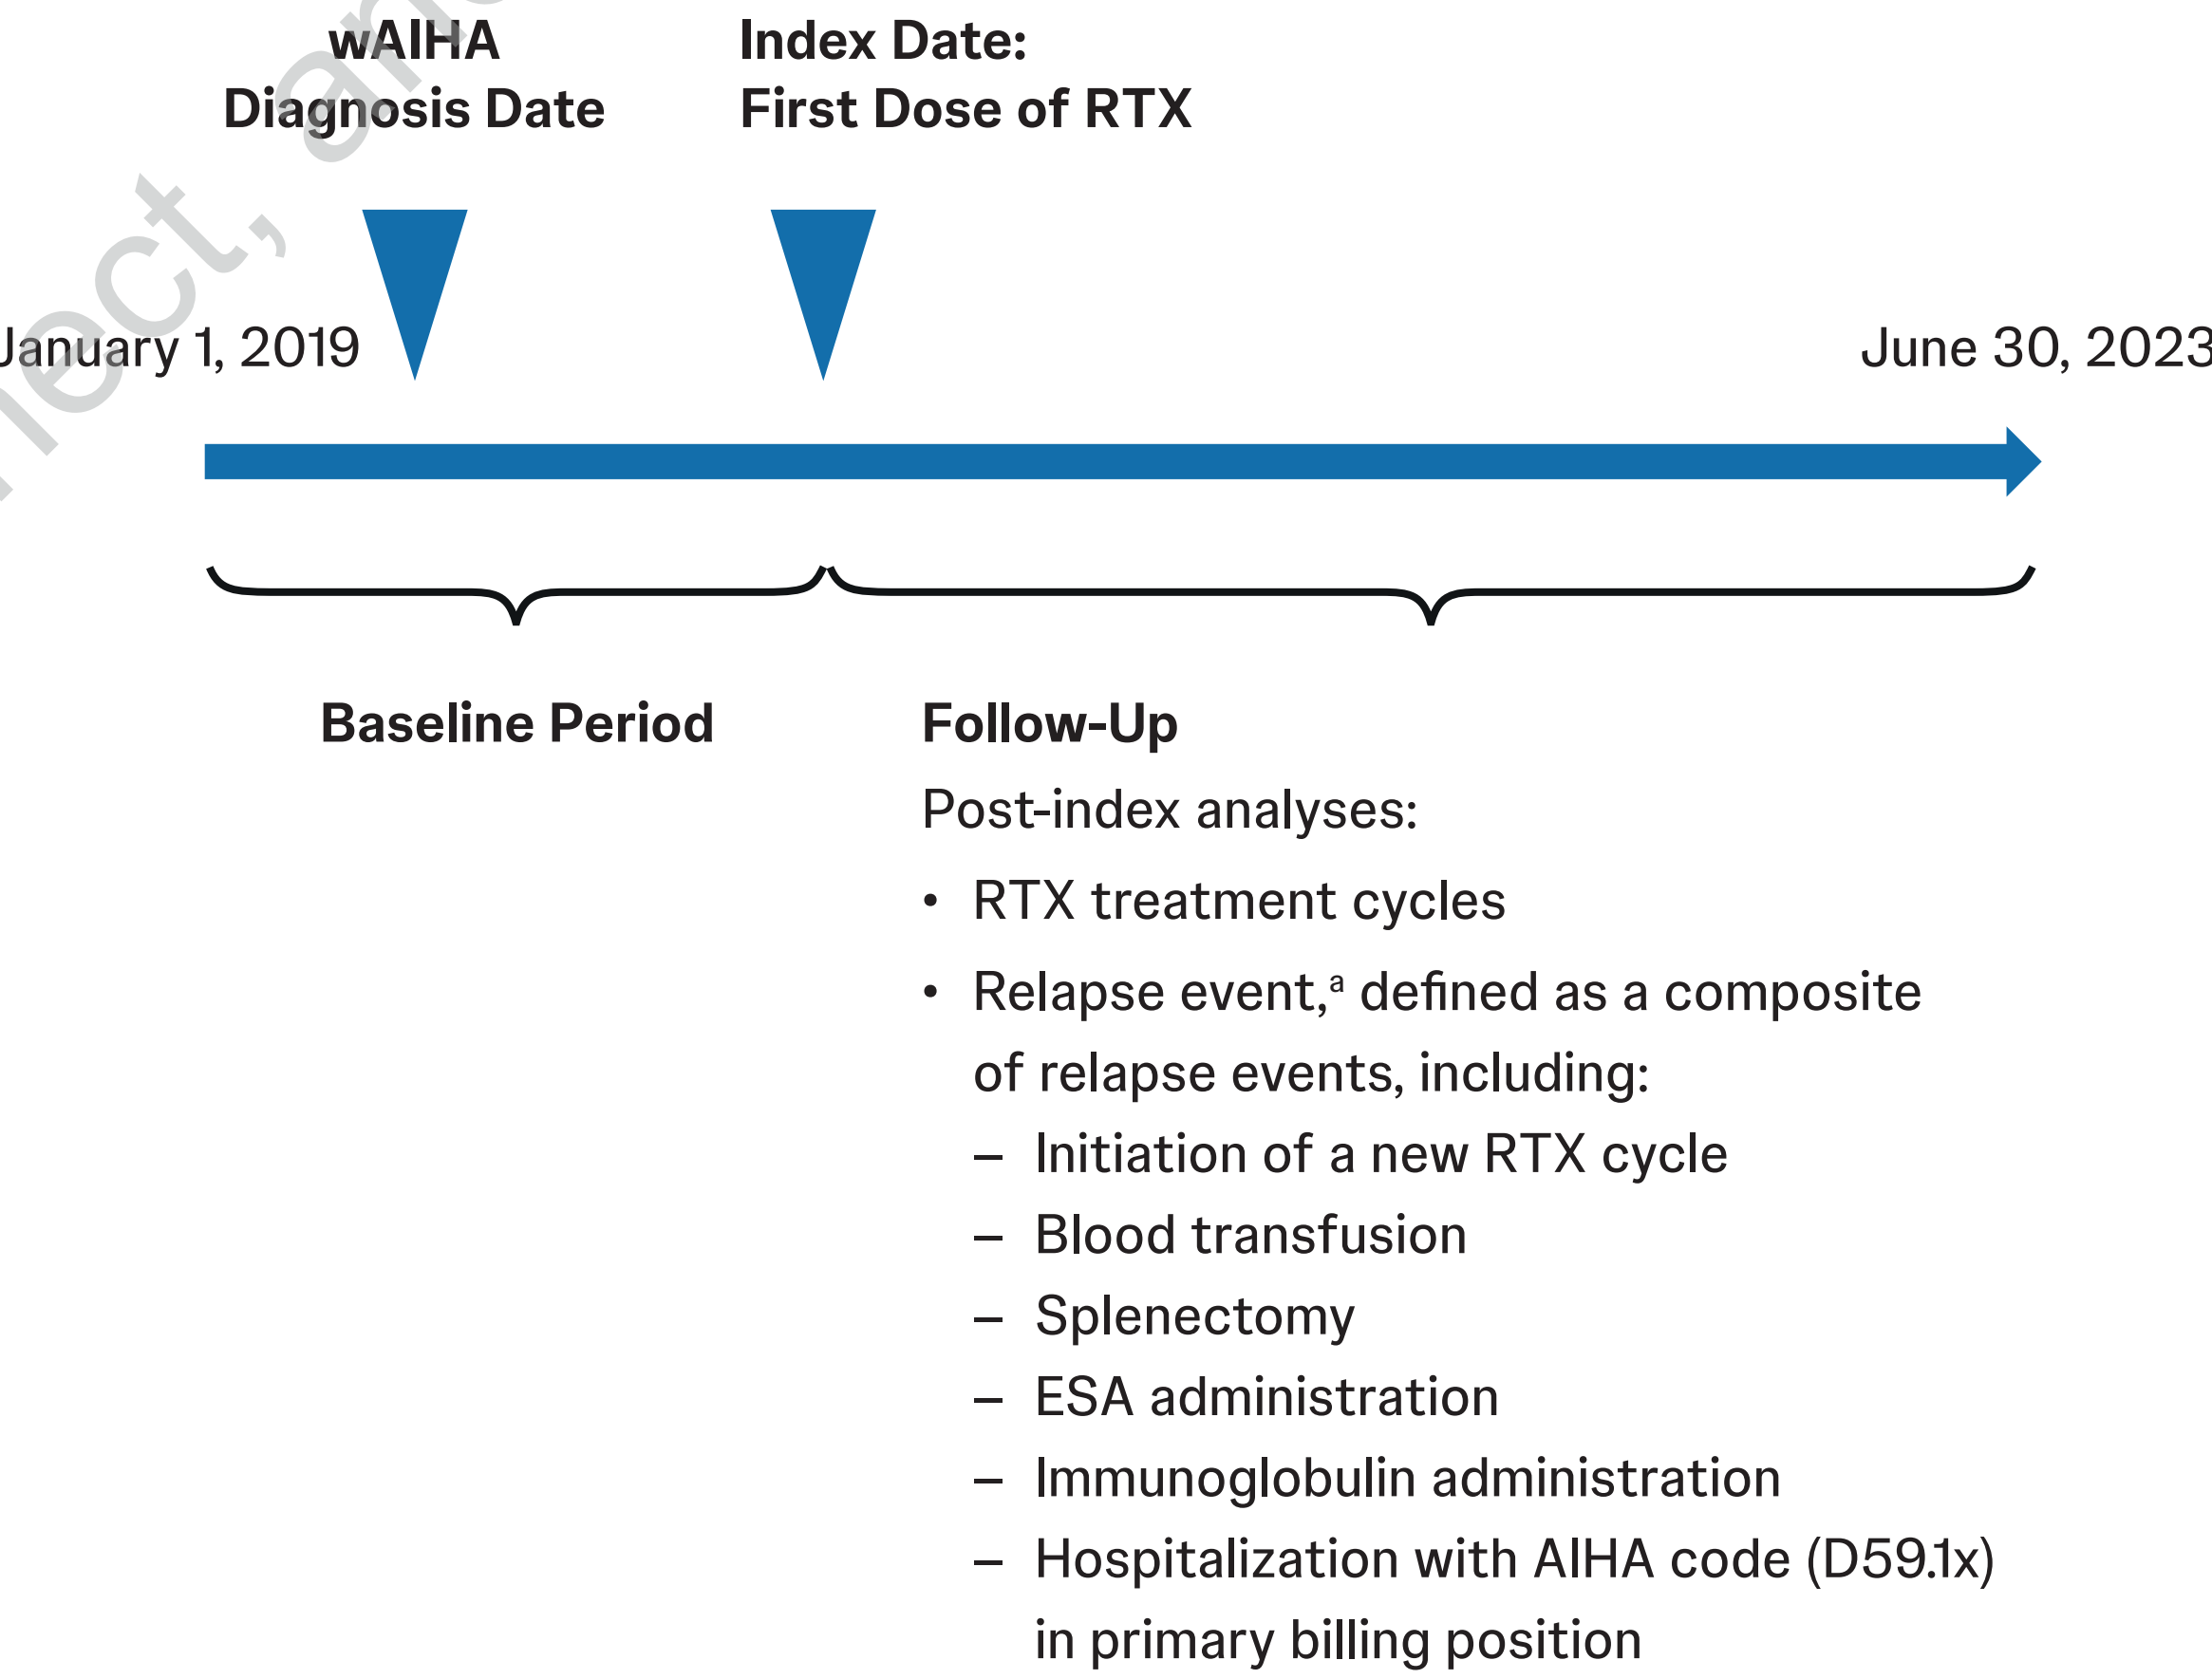 wAIHA
Diagnosis Date
Index Date:
First Dose of RTX
January 1, 2019
June 30, 2023
Baseline Period
Follow-Up
Post-index analyses:
• RTX treatment cycles
• Relapse event,ᵃ defined as a composite
of relapse events, including:
– Initiation of a new RTX cycle
– Blood transfusion
– Splenectomy
– ESA administration
– Immunoglobulin administration
– Hospitalization with AIHA code (D59.1x)
in primary billing position